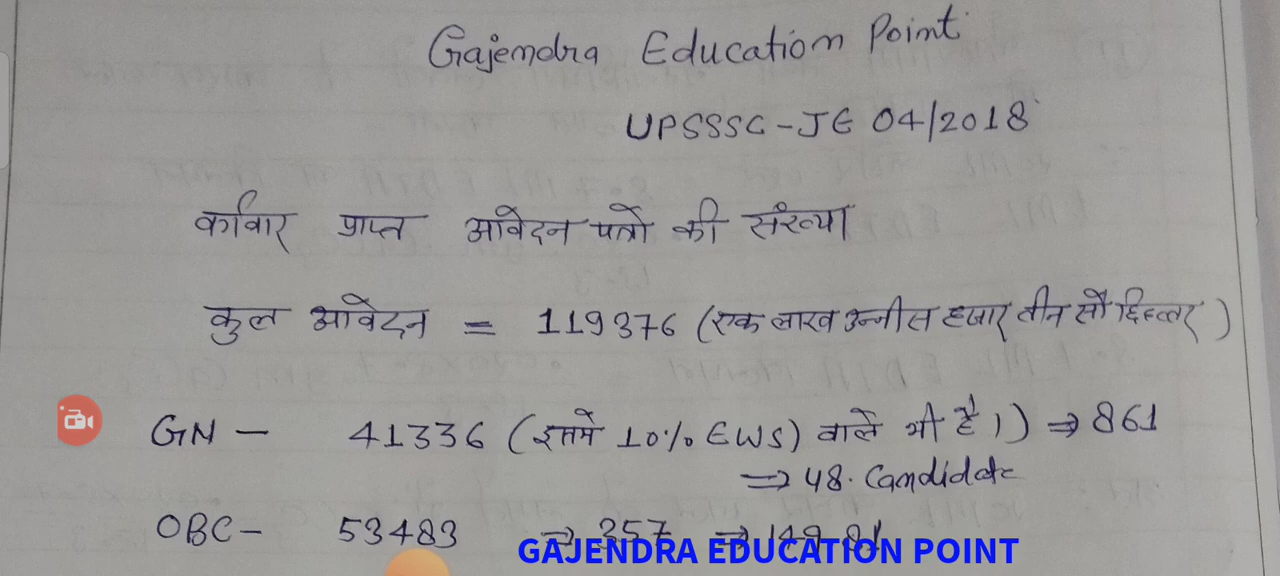 Gajendra Education Point
UPSSSC-JE 04/2018
वर्गवार प्राप्त आवेदन पत्रो की संख्या
कुल आवेदन = 119376 (एक लाख उन्नीस हजार तीन सौ छिहत्तर)
GN - 41336 (इसमे 10% EWS) वाले भी है।) ⇒ 861
⇒ 48. Candidate
OBC - 53483 ⇒ 357 ⇒
GAJENDRA EDUCATION POINT